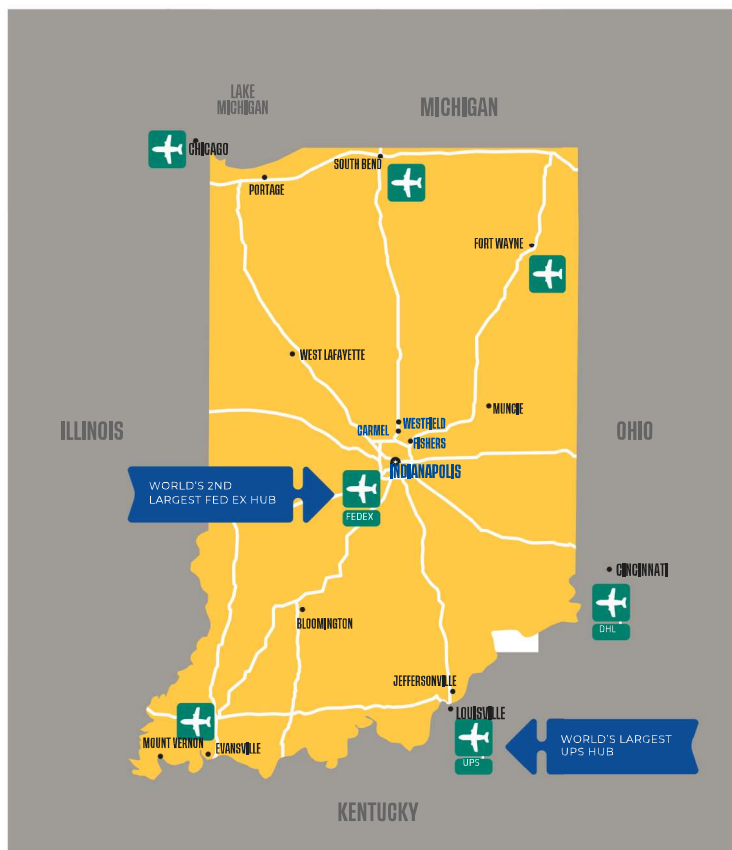 LAKE
MICHIGAN
MICHIGAN
CHICAGO
SOUTH BEND
PORTAGE
FORT WAYNE
WEST LAFAYETTE
MUNCIE
WESTFIELD
CARMEL
FISHERS
ILLINOIS
OHIO
INDIANAPOLIS
WORLD'S 2ND
LARGEST FED EX HUB
FEDEX
CINCINNATI
DHL
BLOOMINGTON
JEFFERSONVILLE
LOUISVILLE
MOUNT VERNON
EVANSVILLE
WORLD'S LARGEST
UPS HUB
UPS
KENTUCKY